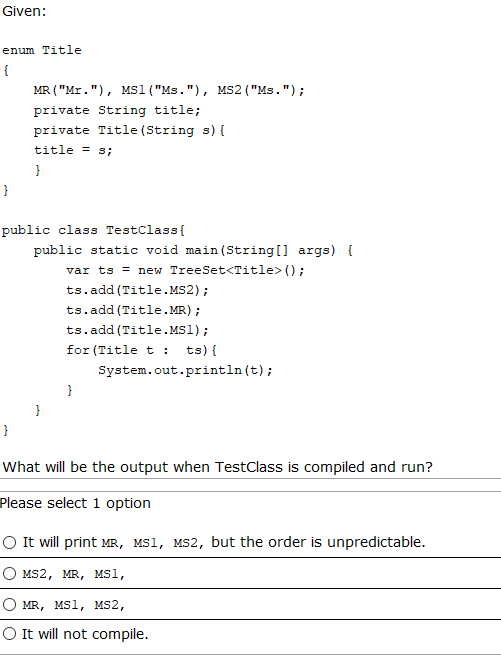 Given:
enum Title
{
MR("Mr."), MS1("Ms."), MS2("Ms.");
private String title;
private Title(String s){
title = s;
}
}
public class TestClass{
public static void main(String[] args) {
var ts = new TreeSet<Title>();
ts.add(Title.MS2);
ts.add(Title.MR);
ts.add(Title.MS1);
for(Title t :  ts){
System.out.println(t);
}
}
}
What will be the output when TestClass is compiled and run?
Please select 1 option
It will print MR, MS1, MS2, but the order is unpredictable.
MS2, MR, MS1,
MR, MS1, MS2,
It will not compile.